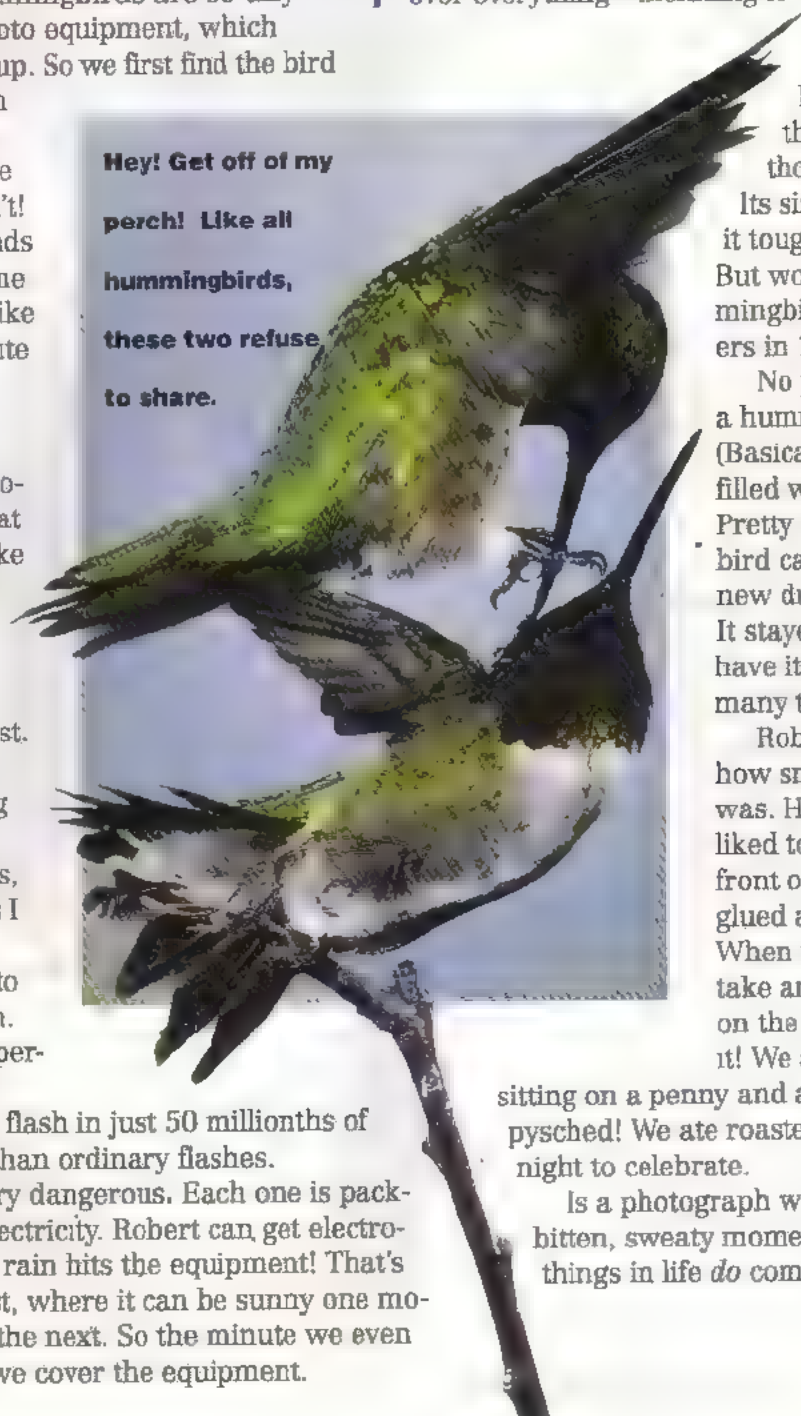 oto equipment, which
up. So we first find the bird
't!
Hey! Get off of my
perch! Like all
hummingbirds,
these two refuse
to share.
flash in just 50 millionths of
than ordinary flashes.
ry dangerous. Each one is pack-
ectricity. Robert can get electro-
rain hits the equipment! That's
st, where it can be sunny one mo-
the next. So the minute we even
we cover the equipment.
Its si
it toug
But wo
mingbi
ers in
No
a humm
(Basica
filled w
Pretty
bird ca
new du
It staye
have it
many t
Rob
how sm
was. H
liked to
front o
glued a
When
take an
on the
it! We a
sitting on a penny and a
pysched! We ate roaste
night to celebrate.
Is a photograph w
bitten, sweaty mome
things in life do com